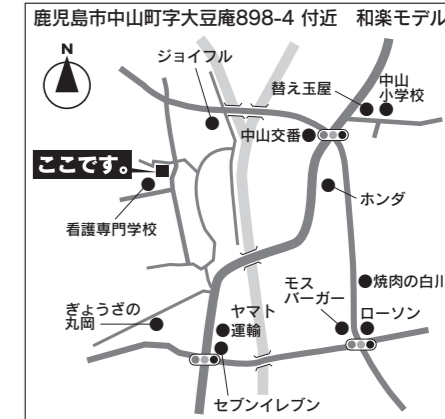 鹿児島市中山町字大豆庵898-4 付近　和楽モデル
N
ジョイフル
替え玉屋
中山
小学校
中山交番
ここです。
看護専門学校
ホンダ
焼肉の白川
モス
バーガー
ローソン
ぎょうざの
丸岡
ヤマト
運輸
セブンイレブン